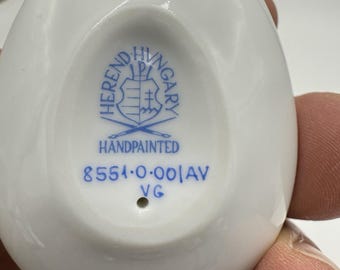 HEREND HUNGARY
HANDPAINTED
8551·0·00/AV
VG